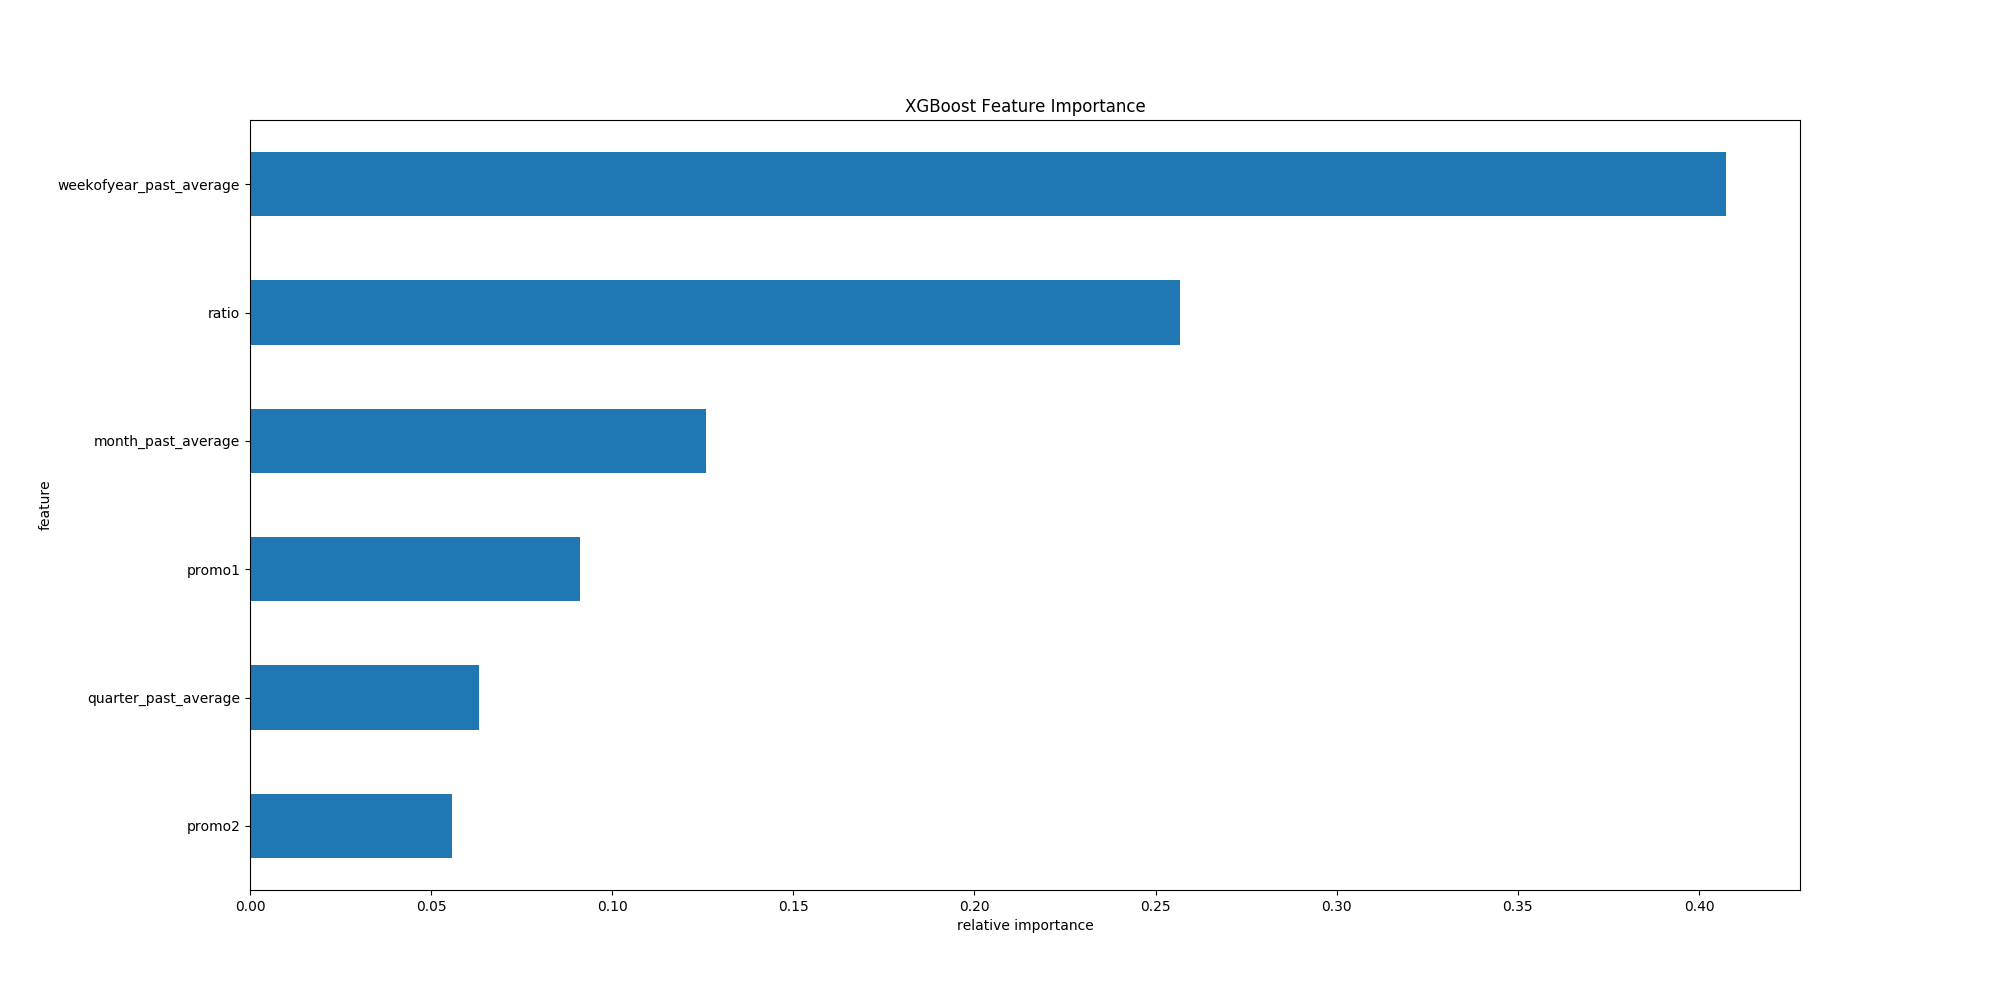 XGBoost Feature Importance
weekofyear_past_average
ratio
month_past_average
promo1
quarter_past_average
promo2
feature
0.00 0.05 0.10 0.15 0.20 0.25 0.30 0.35 0.40
relative importance